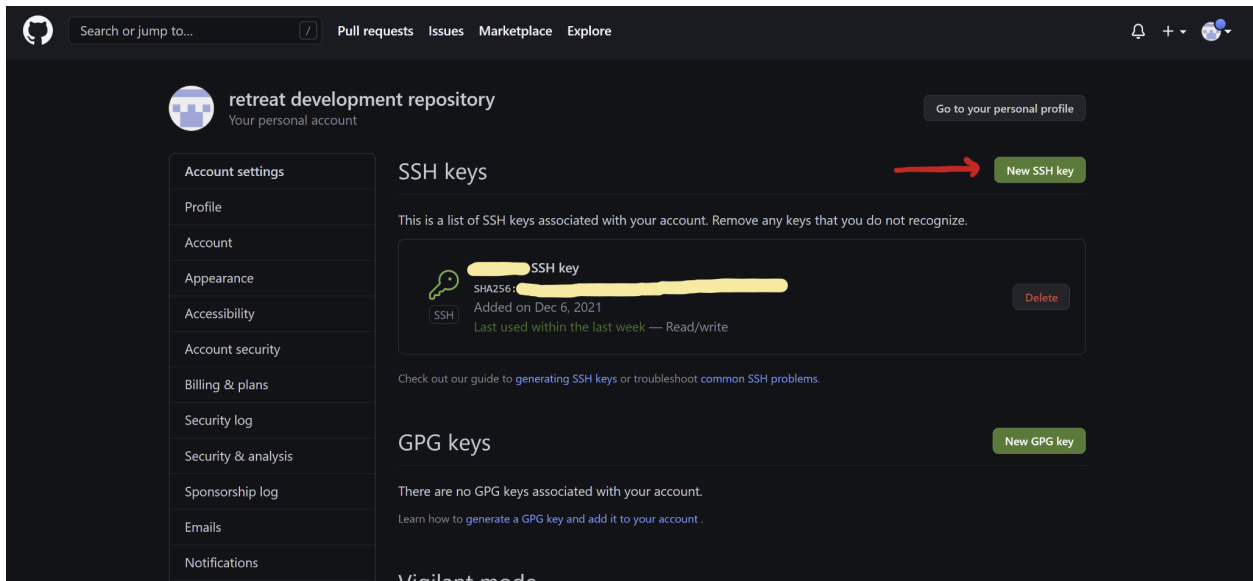 Search or jump to... /
Pull requests Issues Marketplace Explore
retreat development repository
Your personal account
Go to your personal profile
Account settings
Profile
Account
Appearance
Accessibility
Account security
Billing & plans
Security log
Security & analysis
Sponsorship log
Emails
Notifications
SSH keys
New SSH key
This is a list of SSH keys associated with your account. Remove any keys that you do not recognize.
SSH key
SHA256:
SSH
Added on Dec 6, 2021
Last used within the last week — Read/write
Delete
Check out our guide to generating SSH keys or troubleshoot common SSH problems.
GPG keys
New GPG key
There are no GPG keys associated with your account.
Learn how to generate a GPG key and add it to your account .
Vigilant mode